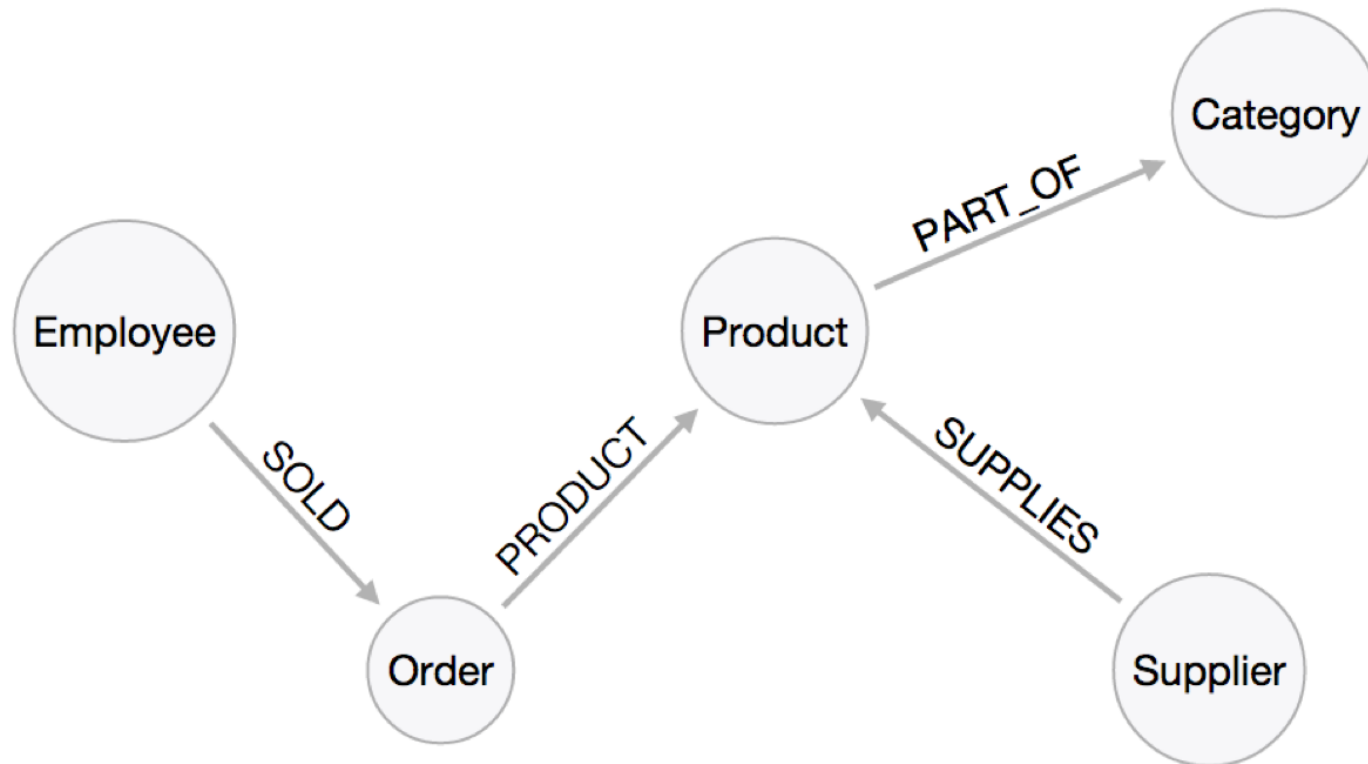 Category
PART_OF
Employee
Product
SOLD
PRODUCT
SUPPLIES
Order
Supplier